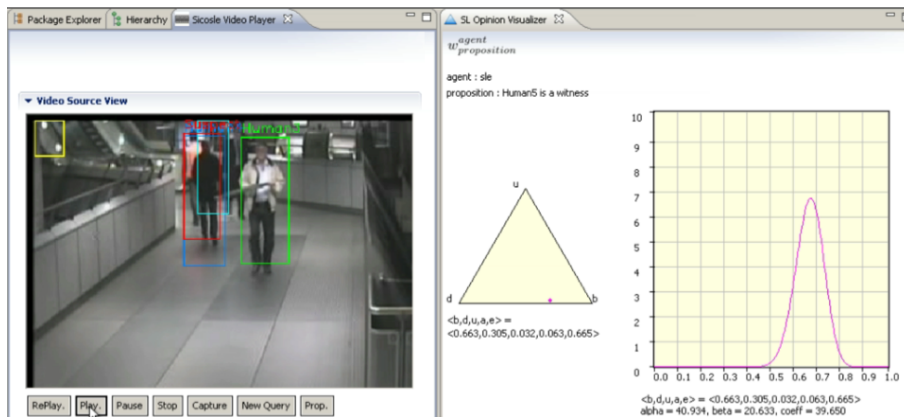 Package Explorer
Hierarchy
Sicosle Video Player
Video Source View
Human3
RePlay.
Play.
Pause
Stop
Capture
New Query
Prop.
SL Opinion Visualizer
w agent proposition
agent : sle
proposition : Human5 is a witness
u
d
b
<b,d,u,a,e> =
<0.663,0.305,0.032,0.063,0.665>
10
9
8
7
6
5
4
3
2
1
0
0.0 0.1 0.2 0.3 0.4 0.5 0.6 0.7 0.8 0.9 1.0
<b,d,u,a,e> = <0.663,0.305,0.032,0.063,0.665>
alpha = 40.934, beta = 20.633, coeff = 39.650